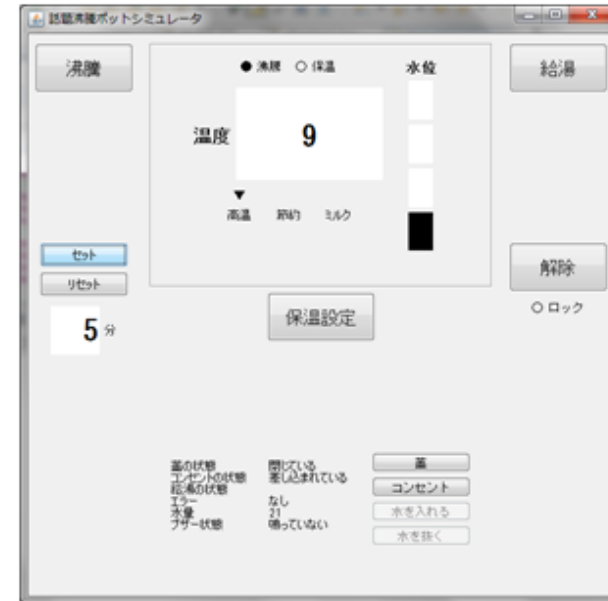 話題沸騰ポットシミュレータ
沸騰
● 沸騰 ○ 保温
水位
給湯
温度
9
▼
高温 節約 ミルク
セット
リセット
5 分
解除
○ ロック
保温設定
蓋の状態 閉じている
コンセントの状態 差し込まれている
給湯の状態
エラー なし
水量 21
ブザー状態 鳴っていない
蓋
コンセント
水を入れる
水を抜く